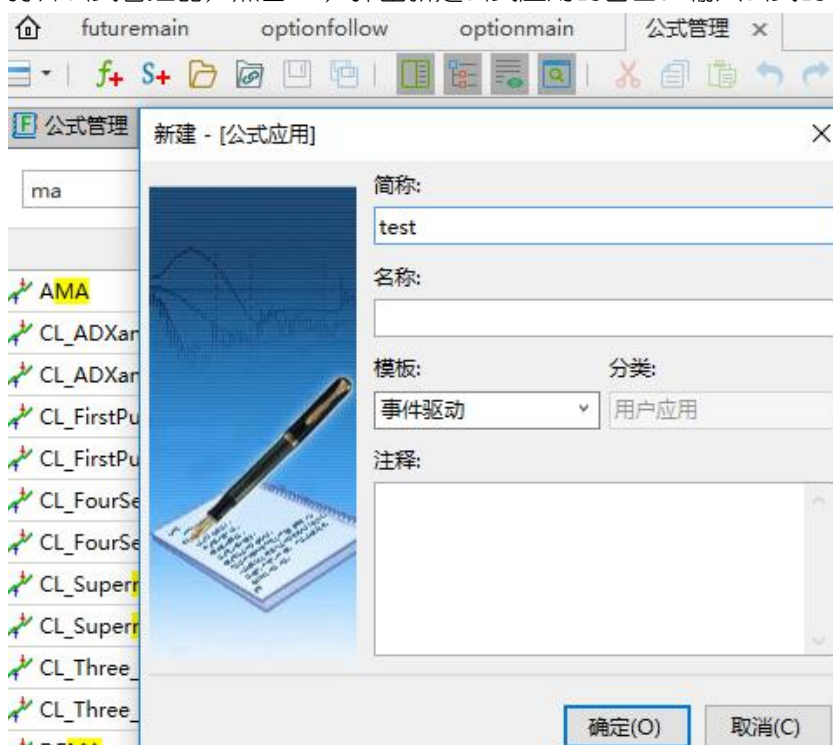 futuremain optionfollow optionmain 公式管理 ×
f+ S+
F 公式管理
新建 - [公式应用]
ma
简称:
test
名称:
模板: 分类:
事件驱动 用户应用
注释:
AMA
CL_ADXar
CL_ADXar
CL_FirstPu
CL_FirstPu
CL_FourSe
CL_FourSe
CL_Superr
CL_Superr
CL_Three_
CL_Three_
确定(O) 取消(C)